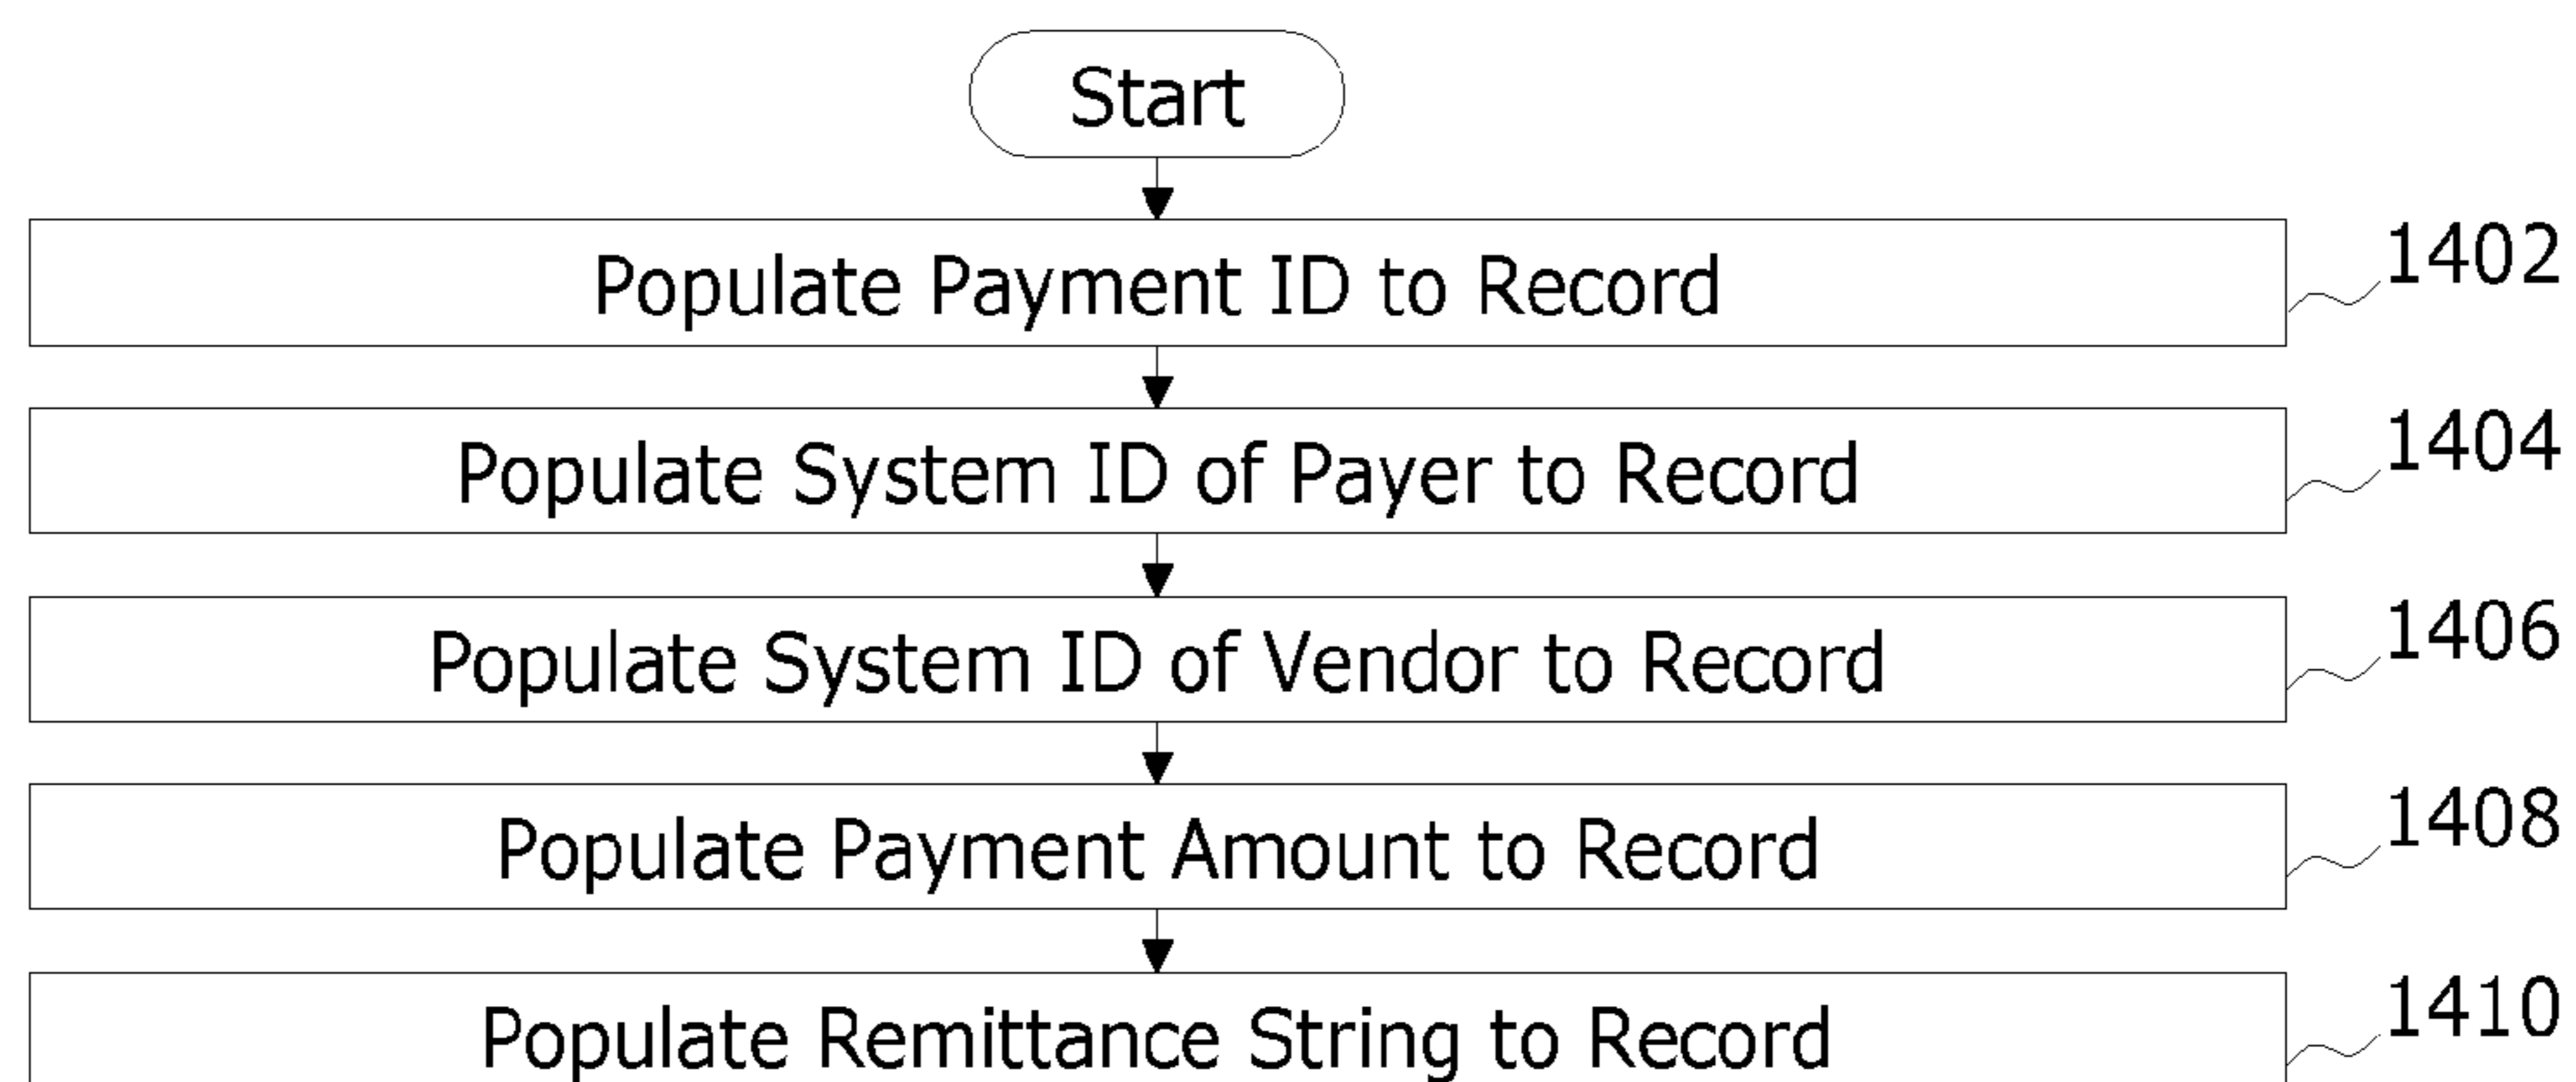 Start
Populate Payment ID to Record
1402
Populate System ID of Payer to Record
1404
Populate System ID of Vendor to Record
1406
Populate Payment Amount to Record
1408
Populate Remittance String to Record
1410